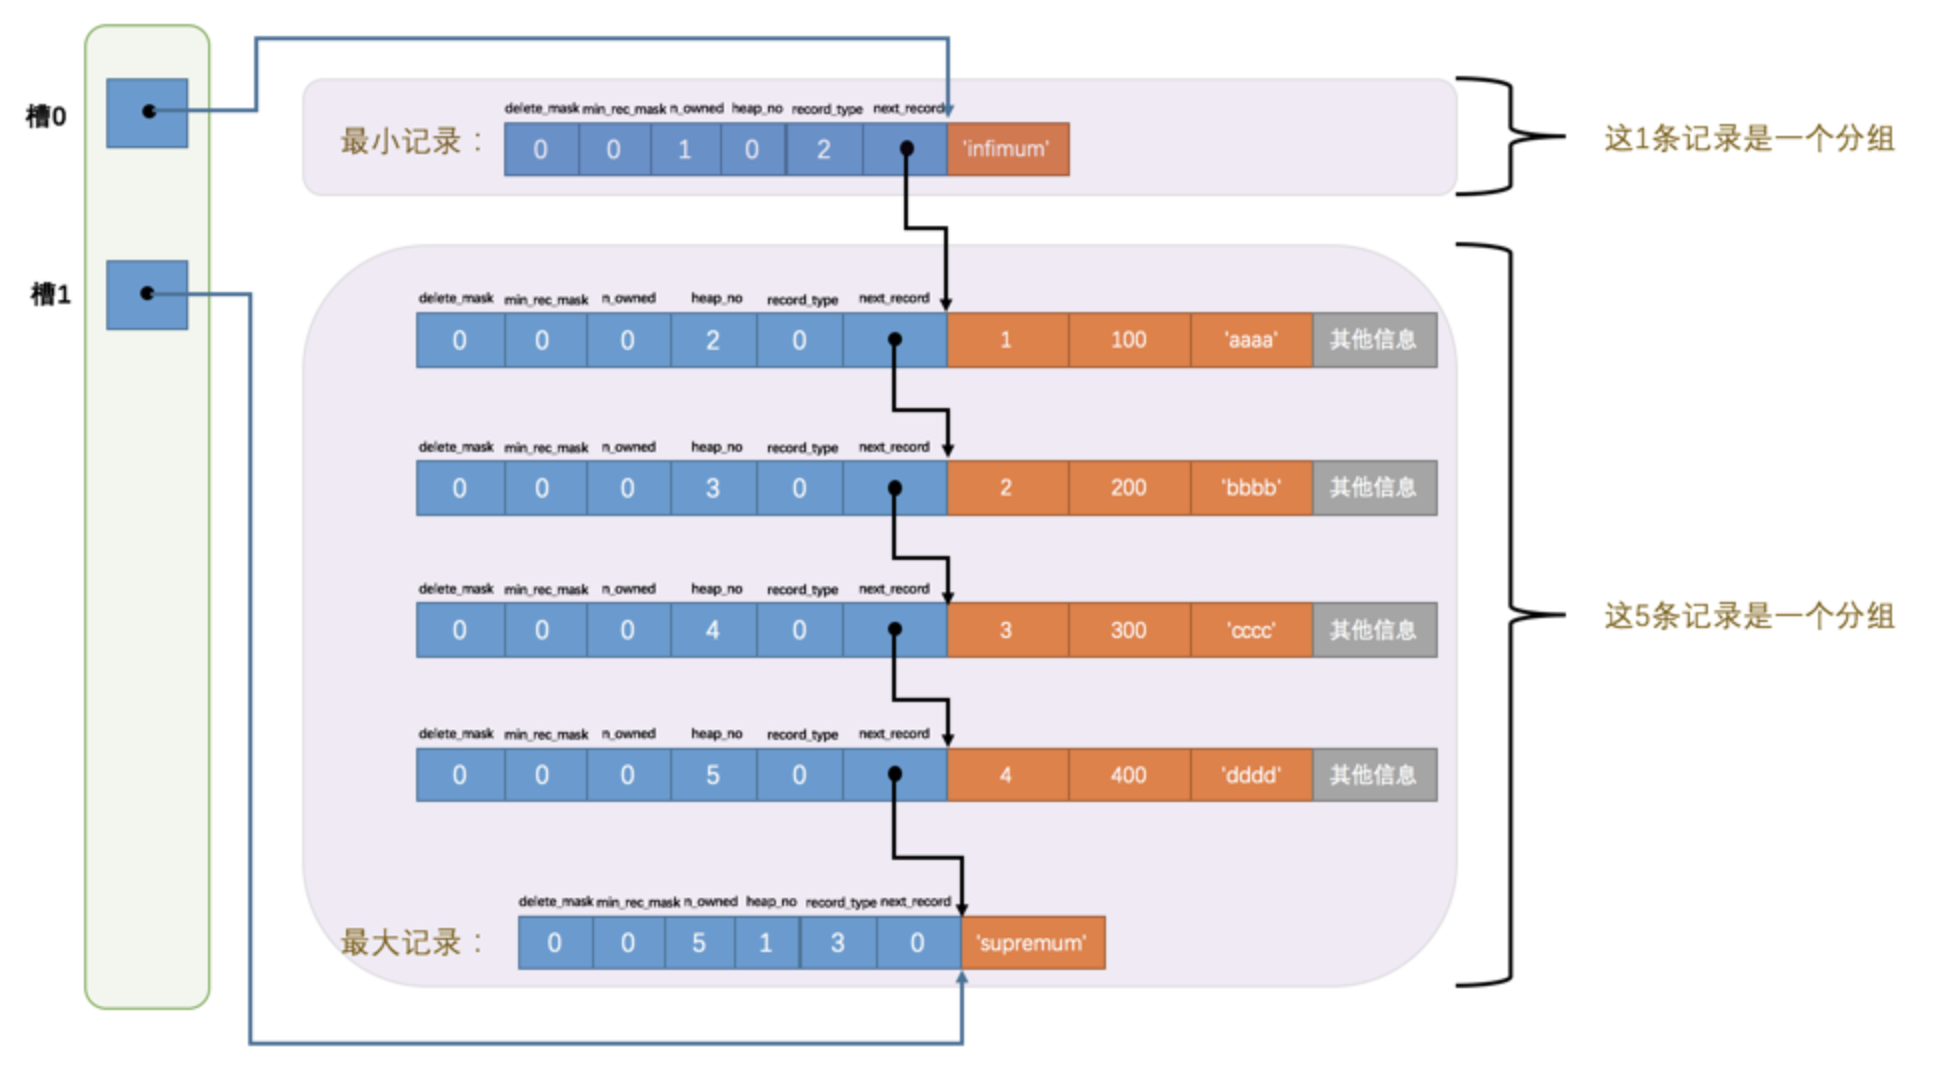 槽0
delete_mask min_rec_mask n_owned heap_no record_type next_record
最小记录： 0 0 1 0 2 'infimum'
这1条记录是一个分组
槽1
delete_mask min_rec_mask n_owned heap_no record_type next_record
0 0 0 2 0 1 100 'aaaa' 其他信息
delete_mask min_rec_mask n_owned heap_no record_type next_record
0 0 0 3 0 2 200 'bbbb' 其他信息
delete_mask min_rec_mask n_owned heap_no record_type next_record
0 0 0 4 0 3 300 'cccc' 其他信息
这5条记录是一个分组
delete_mask min_rec_mask n_owned heap_no record_type next_record
0 0 0 5 0 4 400 'dddd' 其他信息
delete_mask min_rec_mask n_owned heap_no record_type next_record
最大记录： 0 0 5 1 3 0 'supremum'